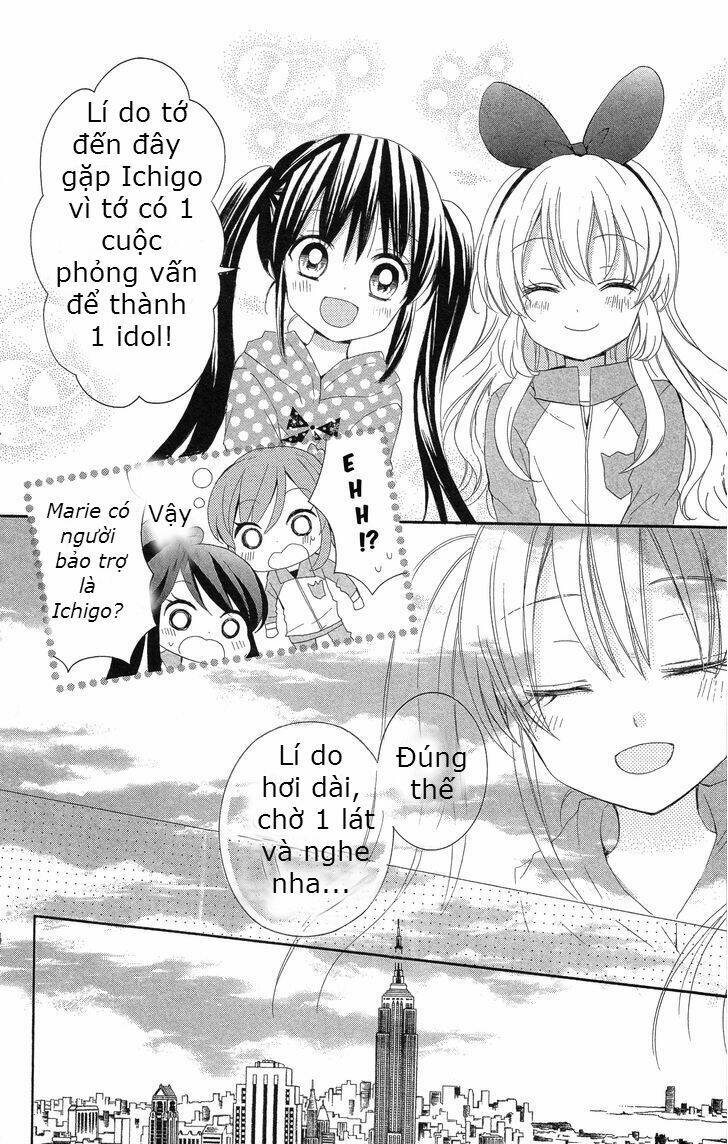 Lí do tớ
đến đây
gặp Ichigo
vì tớ có 1
cuộc
phỏng vấn
để thành
1 idol!
EHH!?
Vậy
Marie có
người
bảo trợ
là
Ichigo?
Đúng
thế
Lí do
hơi dài,
chờ 1 lát
và nghe
nha...